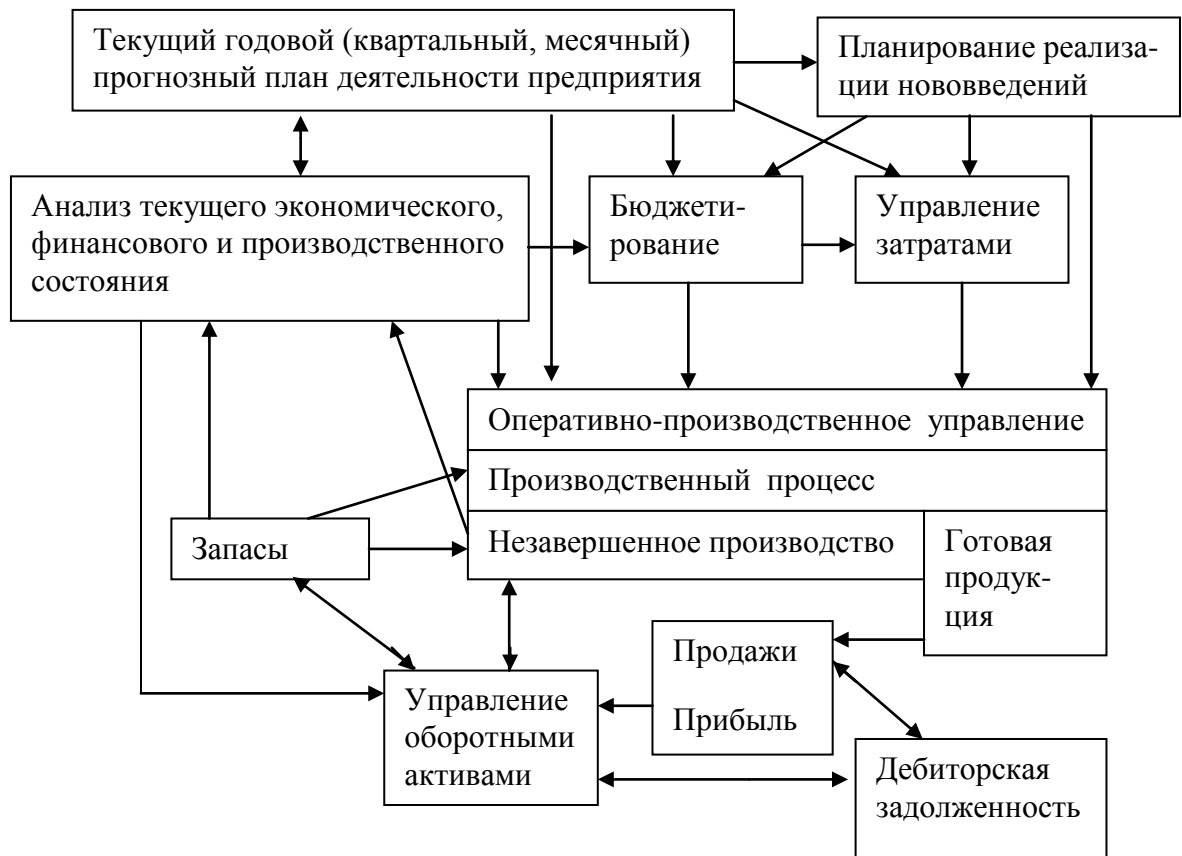 Текущий годовой (квартальный, месячный)
прогнозный план деятельности предприятия
Планирование реализа-
ции нововведений
Анализ текущего экономического,
финансового и производственного
состояния
Бюджети-
рование
Управление
затратами
Оперативно-производственное управление
Производственный процесс
Запасы
Незавершенное производство
Готовая
продук-
ция
Продажи
Прибыль
Управление
оборотными
активами
Дебиторская
задолженность